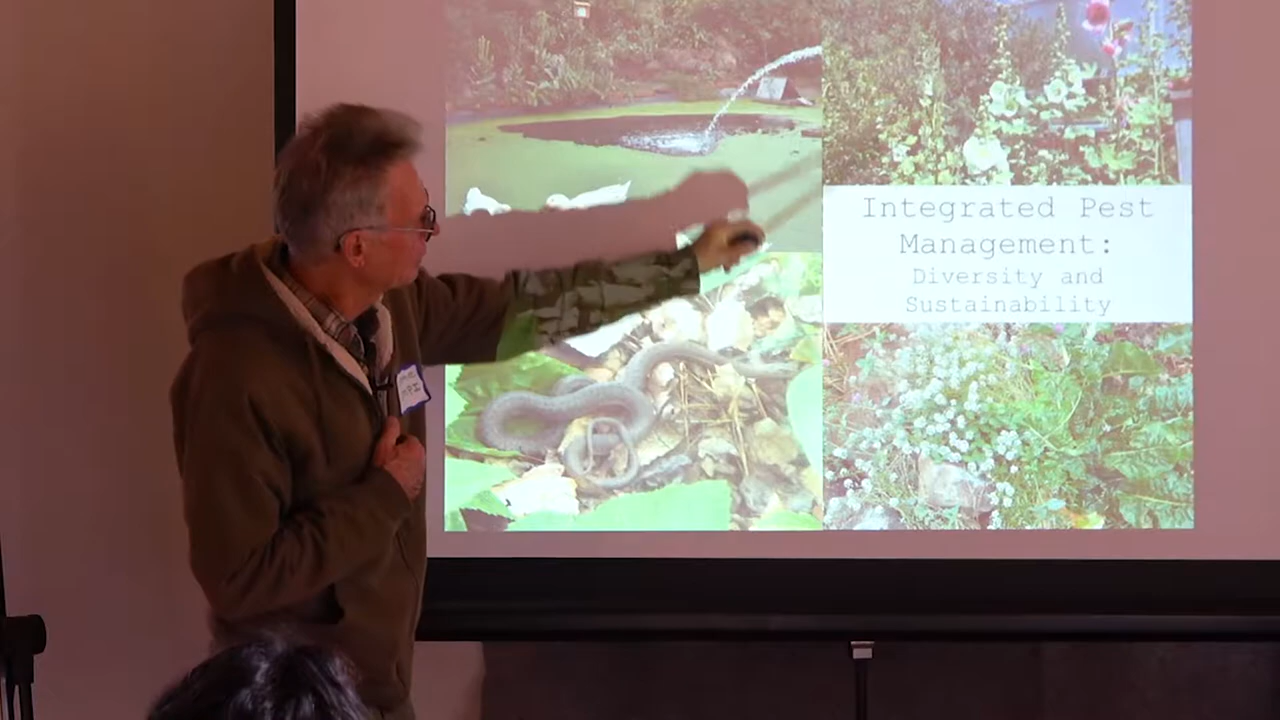 Integrated Pest
Management:
Diversity and
Sustainability